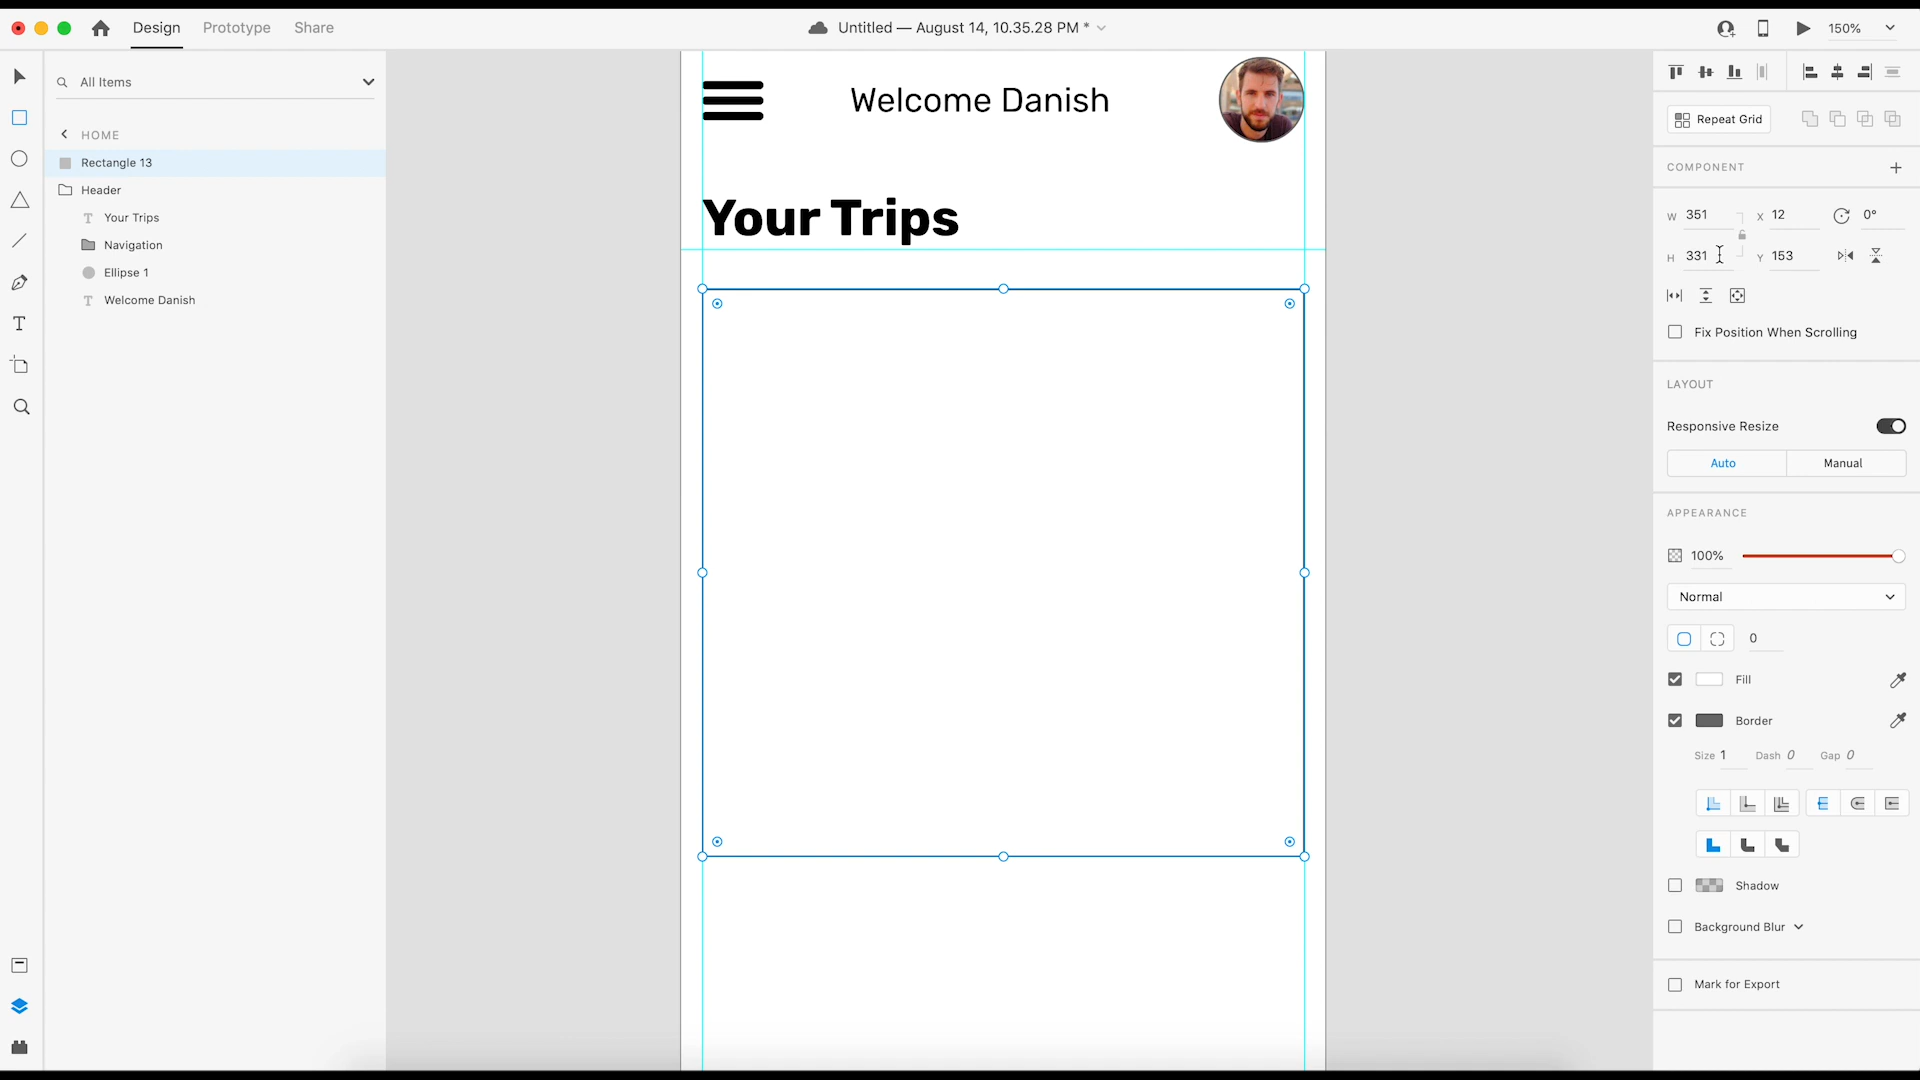 Design Prototype Share
Untitled — August 14, 10.35.28 PM *
150%
All Items
HOME
Rectangle 13
Header
Your Trips
Navigation
Ellipse 1
Welcome Danish
Welcome Danish
Your Trips
Repeat Grid
COMPONENT
W 351 X 12 0°
H 331 Y 153
Fix Position When Scrolling
LAYOUT
Responsive Resize
Auto Manual
APPEARANCE
100%
Normal
0
Fill
Border
Size 1 Dash 0 Gap 0
Shadow
Background Blur
Mark for Export